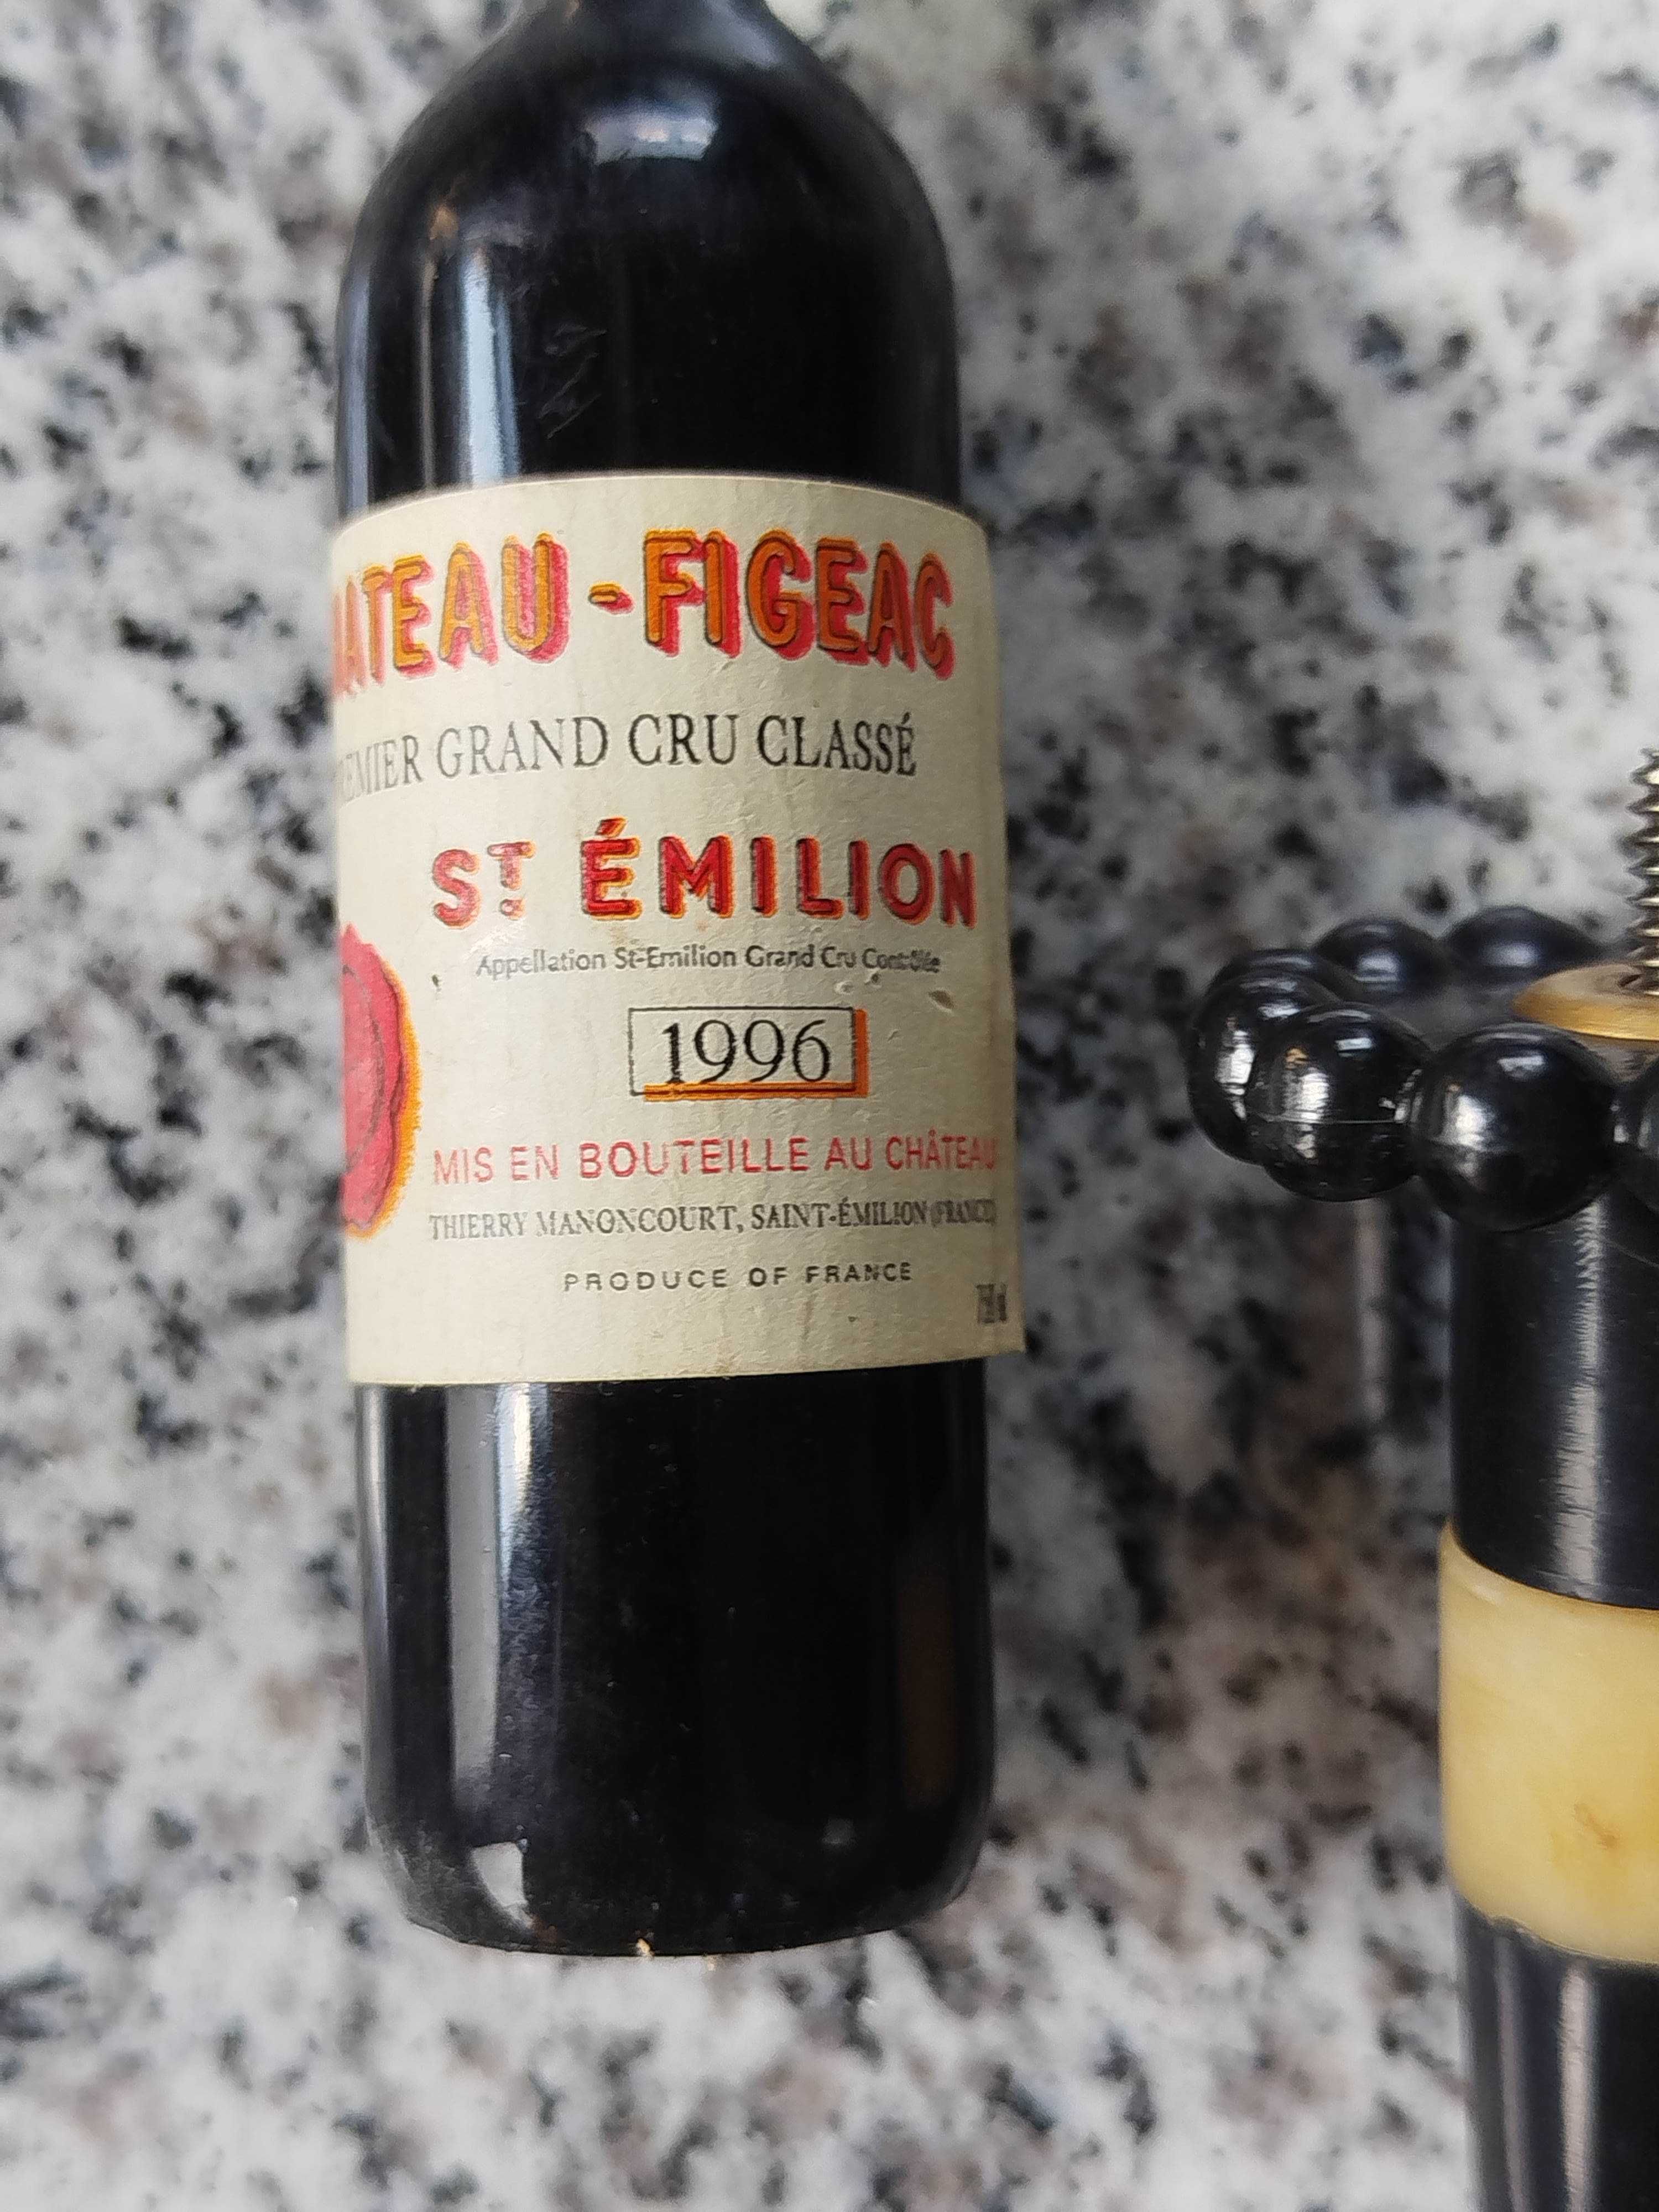 ATEAU - FIGEAC
EMIER GRAND CRU CLASSÉ
ST ÉMILION
Appellation St-Emilion Grand Cru Contrôlée
1996
MIS EN BOUTEILLE AU CHÂTEAU
THIERRY MANONCOURT, SAINT-ÉMILION (FRANCE)
PRODUCE OF FRANCE